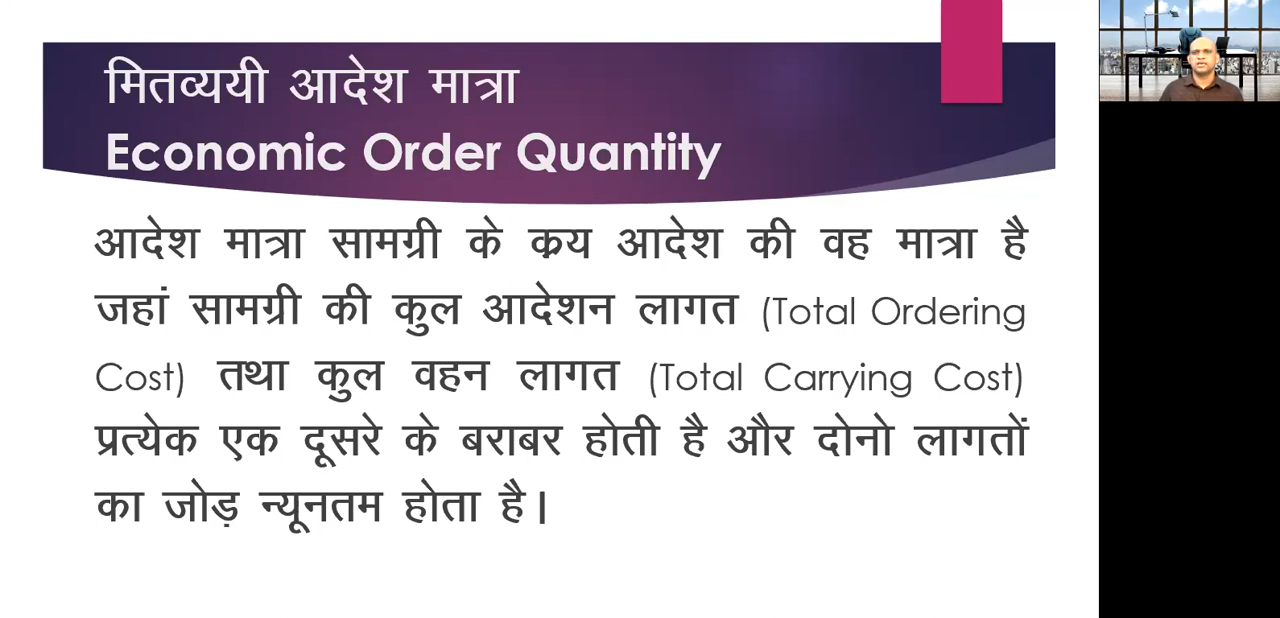 मितव्ययी आदेश मात्रा
Economic Order Quantity
आदेश मात्रा सामग्री के क्रय आदेश की वह मात्रा है
जहां सामग्री की कुल आदेशन लागत (Total Ordering
Cost) तथा कुल वहन लागत (Total Carrying Cost)
प्रत्येक एक दूसरे के बराबर होती है और दोनो लागतों
का जोड़ न्यूनतम होता है।